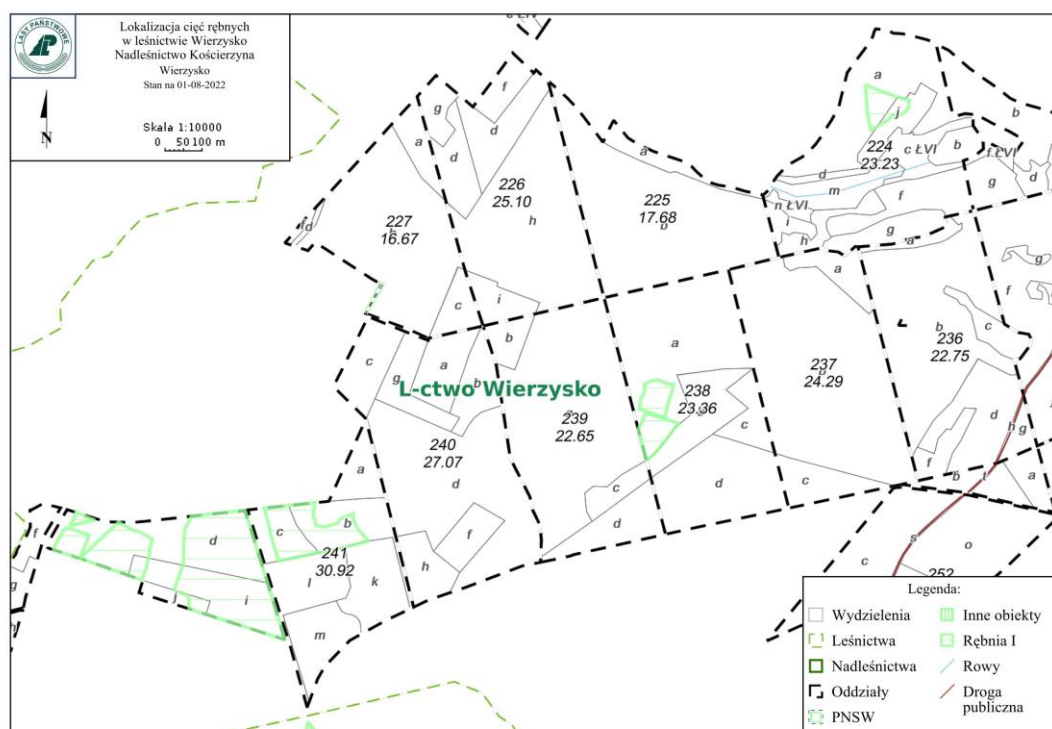 LASY PAŃSTWOWE
Lokalizacja cięć rębnych
w leśnictwie Wierzysko
Nadleśnictwo Kościerzyna
Wierzysko
Stan na 01-08-2022
N
Skala 1:10000
0 50 100 m
f
g
d
a
d
226
25.10
h
a
225
17.68
a
j
b
224
23.23
c ŁVI
b
f ŁVI
d
m
f
g
d
n ŁVI
i
h
g
a
227
16.67
fd
c
i
b
a
f
g
c
b
236
22.75
237
24.29
c
g
a
b
L-ctwo Wierzysko
a
238
23.36
239
22.65
240
27.07
d
a
c
c
d
c
d
d
h
g
f
b
t
a
f
h
c
b
241
30.92
l
k
m
d
i
j
f
g
s
o
c
252
Legenda:
Wydzielenia
Inne obiekty
Leśnictwa
Rębnia I
Nadleśnictwa
Rowy
Oddziały
Droga
publiczna
PNSW